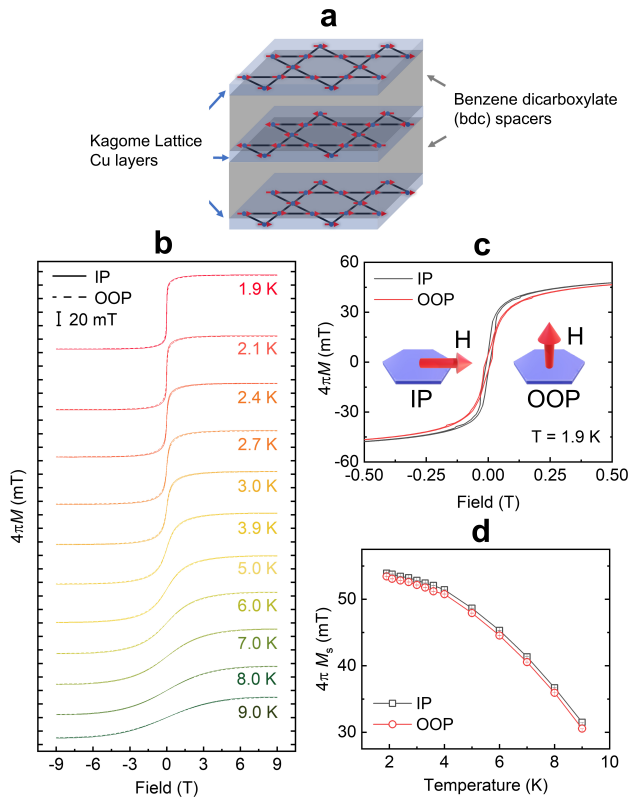 a
Kagome Lattice
Cu layers
Benzene dicarboxylate
(bdc) spacers
b
IP
OOP
20 mT
1.9 K
2.1 K
2.4 K
2.7 K
3.0 K
3.9 K
5.0 K
6.0 K
7.0 K
8.0 K
9.0 K
4πM (mT)
-9 -6 -3 0 3 6 9
Field (T)
c
60
30
0
-30
-60
4πM (mT)
IP
OOP
H
H
IP
OOP
T = 1.9 K
-0.50 -0.25 0.00 0.25 0.50
Field (T)
d
50
40
30
4π Ms (mT)
IP
OOP
2 4 6 8 10
Temperature (K)